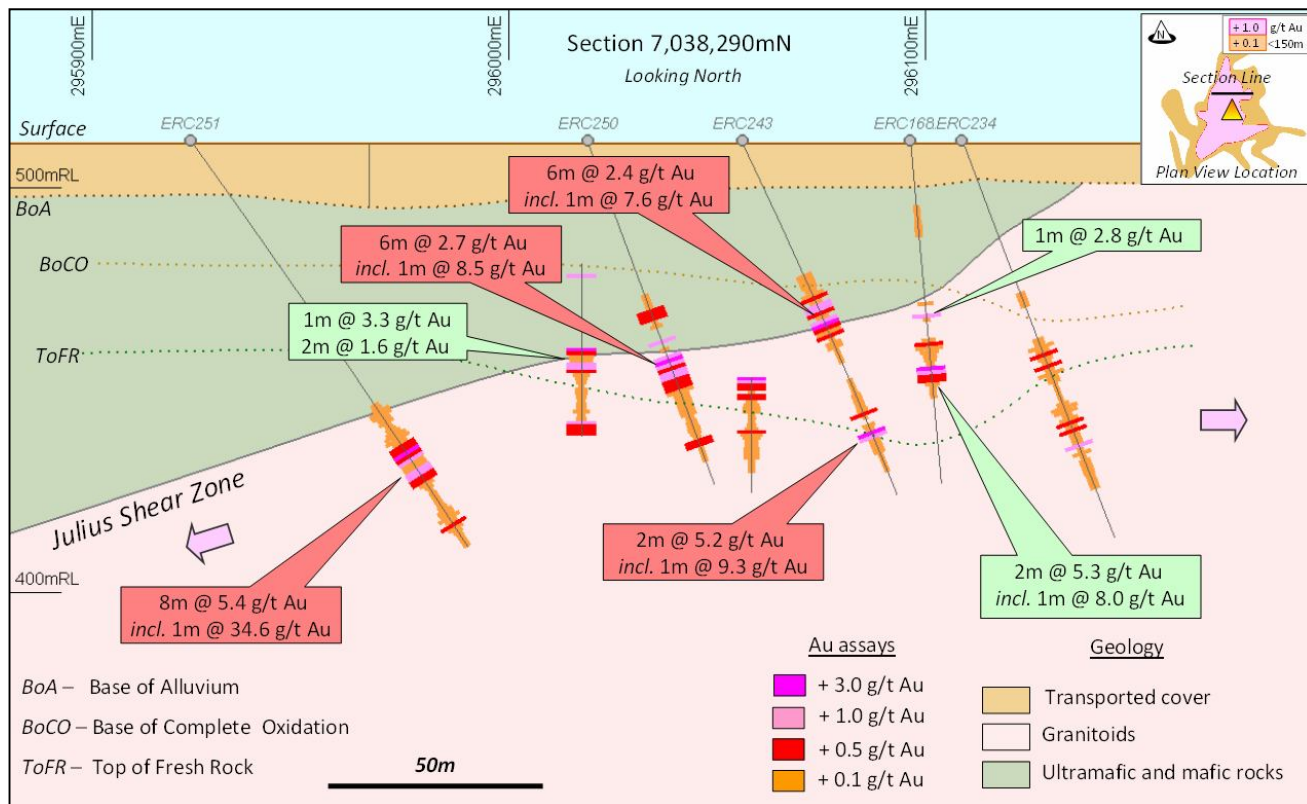 295900mE
296000mE
296100mE
Section 7,038,290mN
Looking North
+ 1.0 g/t Au
+ 0.1 <150m
N
Section Line
Plan View Location
Surface
ERC251
ERC250
ERC243
ERC168
ERC234
500mRL
BoA
BoCO
ToFR
6m @ 2.4 g/t Au
incl. 1m @ 7.6 g/t Au
6m @ 2.7 g/t Au
incl. 1m @ 8.5 g/t Au
1m @ 2.8 g/t Au
1m @ 3.3 g/t Au
2m @ 1.6 g/t Au
Julius Shear Zone
2m @ 5.2 g/t Au
incl. 1m @ 9.3 g/t Au
2m @ 5.3 g/t Au
incl. 1m @ 8.0 g/t Au
400mRL
8m @ 5.4 g/t Au
incl. 1m @ 34.6 g/t Au
BoA – Base of Alluvium
BoCO – Base of Complete Oxidation
ToFR – Top of Fresh Rock
50m
Au assays
+ 3.0 g/t Au
+ 1.0 g/t Au
+ 0.5 g/t Au
+ 0.1 g/t Au
Geology
Transported cover
Granitoids
Ultramafic and mafic rocks